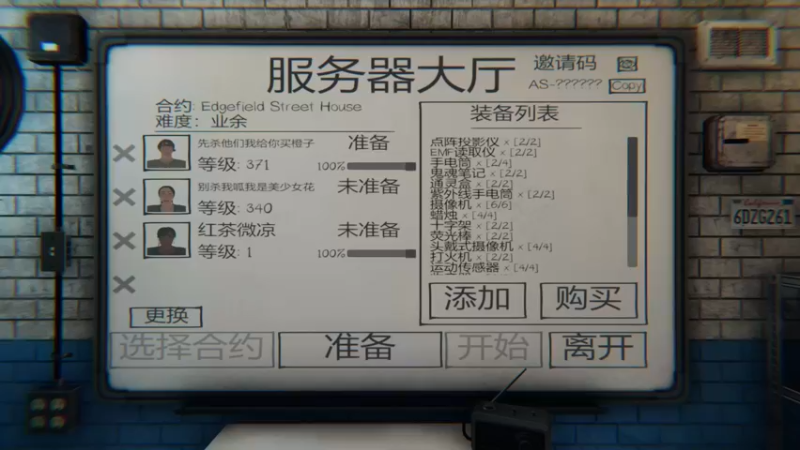 服务器大厅
邀请码
AS-?????? Copy
合约: Edgefield Street House
难度: 业余
先杀他们我给你买橙子 准备
等级: 371 100%
别杀我呱我是美少女花 未准备
等级: 340
红茶微凉 未准备
等级: 1 100%
更换
装备列表
点阵投影仪 × [2/2]
EMF读取仪 × [2/2]
手电筒 × [2/4]
鬼魂笔记 × [2/2]
通灵盒 × [2/2]
紫外线手电筒 × [2/2]
摄像机 × [6/6]
蜡烛 × [4/4]
十字架 × [2/2]
荧光棒 × [2/2]
头戴式摄像机 × [4/4]
打火机 × [2/2]
运动传感器 × [4/4]
添加 购买
选择合约 准备 开始 离开
California
6DZG261